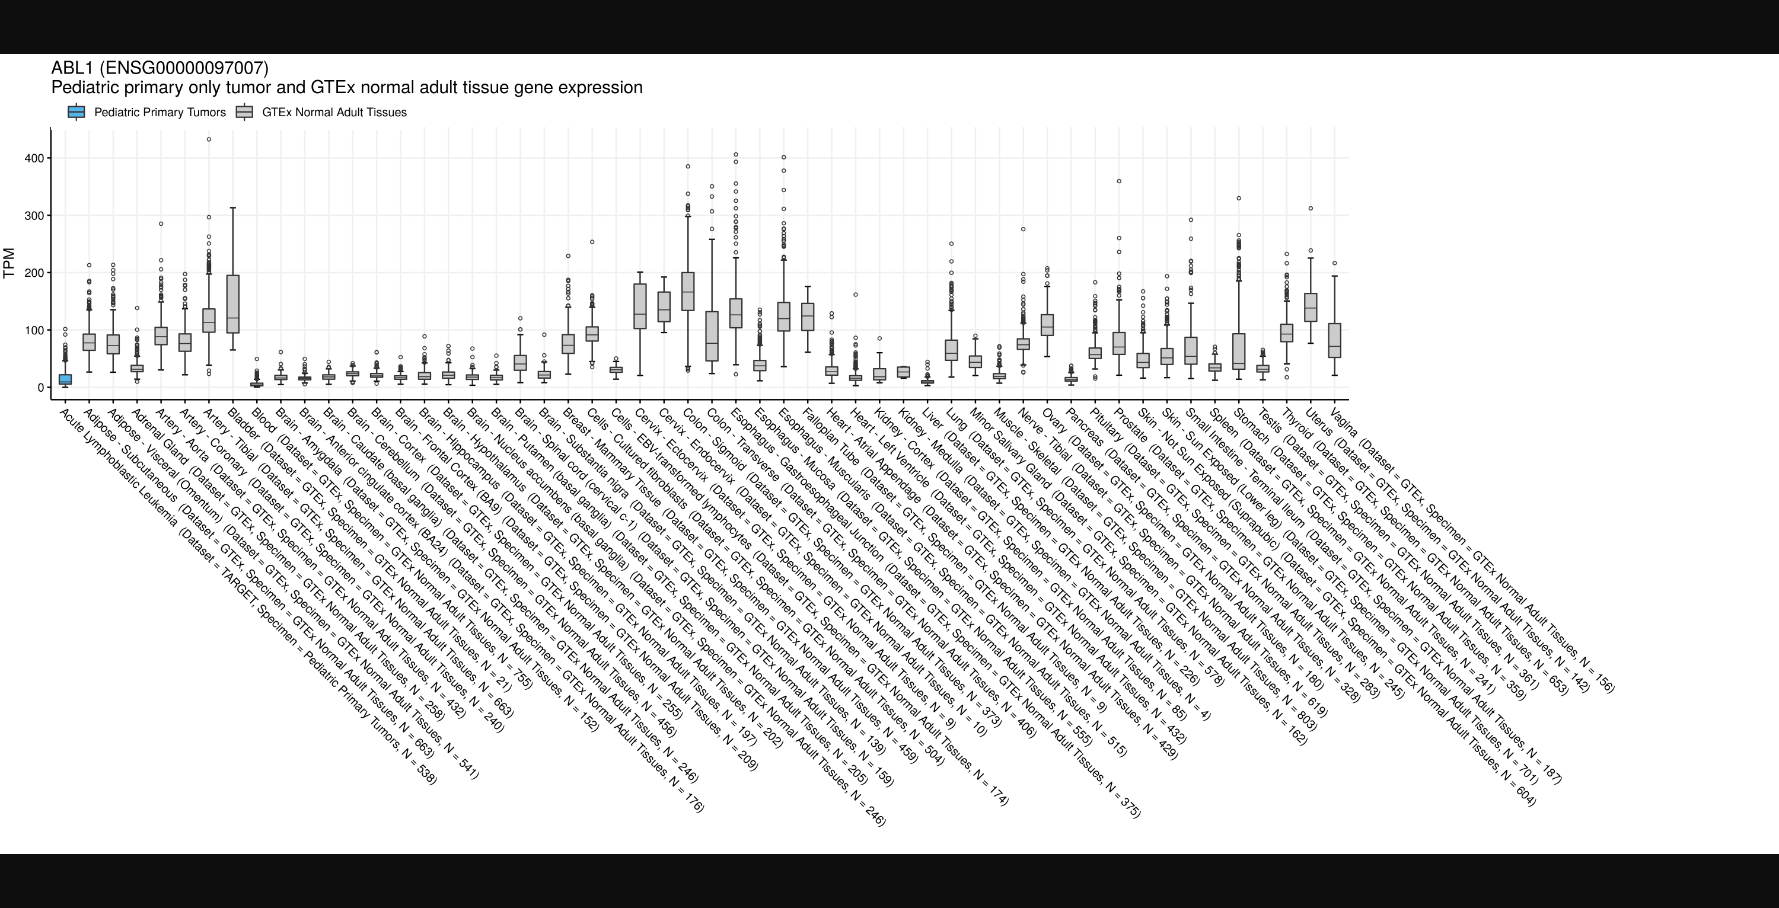 ABL1 (ENSG00000097007)
Pediatric primary only tumor and GTEx normal adult tissue gene expression
Pediatric Primary Tumors
GTEx Normal Adult Tissues
TPM
400
300
200
100
0
Acute Lymphoblastic Leukemia (Dataset = TARGET, Specimen = Pediatric Primary Tumors, N = 538)
Adipose - Subcutaneous (Dataset = GTEx, Specimen = GTEx Normal Adult Tissues, N = 663)
Adipose - Visceral (Omentum) (Dataset = GTEx, Specimen = GTEx Normal Adult Tissues, N = 541)
Adrenal Gland (Dataset = GTEx, Specimen = GTEx Normal Adult Tissues, N = 258)
Artery - Aorta (Dataset = GTEx, Specimen = GTEx Normal Adult Tissues, N = 432)
Artery - Coronary (Dataset = GTEx, Specimen = GTEx Normal Adult Tissues, N = 240)
Artery - Tibial (Dataset = GTEx, Specimen = GTEx Normal Adult Tissues, N = 663)
Bladder (Dataset = GTEx, Specimen = GTEx Normal Adult Tissues, N = 21)
Blood (Dataset = GTEx, Specimen = GTEx Normal Adult Tissues, N = 755)
Brain - Amygdala (Dataset = GTEx, Specimen = GTEx Normal Adult Tissues, N = 152)
Brain - Anterior cingulate cortex (BA24) (Dataset = GTEx, Specimen = GTEx Normal Adult Tissues, N = 176)
Brain - Caudate (basal ganglia) (Dataset = GTEx, Specimen = GTEx Normal Adult Tissues, N = 246)
Brain - Cerebellum (Dataset = GTEx, Specimen = GTEx Normal Adult Tissues, N = 456)
Brain - Cortex (Dataset = GTEx, Specimen = GTEx Normal Adult Tissues, N = 255)
Brain - Frontal Cortex (BA9) (Dataset = GTEx, Specimen = GTEx Normal Adult Tissues, N = 209)
Brain - Hippocampus (Dataset = GTEx, Specimen = GTEx Normal Adult Tissues, N = 197)
Brain - Hypothalamus (Dataset = GTEx, Specimen = GTEx Normal Adult Tissues, N = 202)
Brain - Nucleus accumbens (basal ganglia) (Dataset = GTEx, Specimen = GTEx Normal Adult Tissues, N = 246)
Brain - Putamen (basal ganglia) (Dataset = GTEx, Specimen = GTEx Normal Adult Tissues, N = 205)
Brain - Spinal cord (cervical c-1) (Dataset = GTEx, Specimen = GTEx Normal Adult Tissues, N = 159)
Brain - Substantia nigra (Dataset = GTEx, Specimen = GTEx Normal Adult Tissues, N = 139)
Breast - Mammary Tissue (Dataset = GTEx, Specimen = GTEx Normal Adult Tissues, N = 459)
Cells - Cultured fibroblasts (Dataset = GTEx, Specimen = GTEx Normal Adult Tissues, N = 504)
Cells - EBV-transformed lymphocytes (Dataset = GTEx, Specimen = GTEx Normal Adult Tissues, N = 174)
Cervix - Ectocervix (Dataset = GTEx, Specimen = GTEx Normal Adult Tissues, N = 9)
Cervix - Endocervix (Dataset = GTEx, Specimen = GTEx Normal Adult Tissues, N = 10)
Colon - Sigmoid (Dataset = GTEx, Specimen = GTEx Normal Adult Tissues, N = 373)
Colon - Transverse (Dataset = GTEx, Specimen = GTEx Normal Adult Tissues, N = 406)
Esophagus - Gastroesophageal Junction (Dataset = GTEx, Specimen = GTEx Normal Adult Tissues, N = 375)
Esophagus - Mucosa (Dataset = GTEx, Specimen = GTEx Normal Adult Tissues, N = 555)
Esophagus - Muscularis (Dataset = GTEx, Specimen = GTEx Normal Adult Tissues, N = 515)
Fallopian Tube (Dataset = GTEx, Specimen = GTEx Normal Adult Tissues, N = 9)
Heart - Atrial Appendage (Dataset = GTEx, Specimen = GTEx Normal Adult Tissues, N = 429)
Heart - Left Ventricle (Dataset = GTEx, Specimen = GTEx Normal Adult Tissues, N = 432)
Kidney - Cortex (Dataset = GTEx, Specimen = GTEx Normal Adult Tissues, N = 85)
Kidney - Medulla (Dataset = GTEx, Specimen = GTEx Normal Adult Tissues, N = 4)
Liver (Dataset = GTEx, Specimen = GTEx Normal Adult Tissues, N = 226)
Lung (Dataset = GTEx, Specimen = GTEx Normal Adult Tissues, N = 578)
Minor Salivary Gland (Dataset = GTEx, Specimen = GTEx Normal Adult Tissues, N = 162)
Muscle - Skeletal (Dataset = GTEx, Specimen = GTEx Normal Adult Tissues, N = 803)
Nerve - Tibial (Dataset = GTEx, Specimen = GTEx Normal Adult Tissues, N = 619)
Ovary (Dataset = GTEx, Specimen = GTEx Normal Adult Tissues, N = 180)
Pancreas (Dataset = GTEx, Specimen = GTEx Normal Adult Tissues, N = 328)
Pituitary (Dataset = GTEx, Specimen = GTEx Normal Adult Tissues, N = 283)
Prostate (Dataset = GTEx, Specimen = GTEx Normal Adult Tissues, N = 245)
Skin - Not Sun Exposed (Suprapubic) (Dataset = GTEx, Specimen = GTEx Normal Adult Tissues, N = 604)
Skin - Sun Exposed (Lower leg) (Dataset = GTEx, Specimen = GTEx Normal Adult Tissues, N = 701)
Small Intestine - Terminal Ileum (Dataset = GTEx, Specimen = GTEx Normal Adult Tissues, N = 187)
Spleen (Dataset = GTEx, Specimen = GTEx Normal Adult Tissues, N = 241)
Stomach (Dataset = GTEx, Specimen = GTEx Normal Adult Tissues, N = 359)
Testis (Dataset = GTEx, Specimen = GTEx Normal Adult Tissues, N = 361)
Thyroid (Dataset = GTEx, Specimen = GTEx Normal Adult Tissues, N = 653)
Uterus (Dataset = GTEx, Specimen = GTEx Normal Adult Tissues, N = 142)
Vagina (Dataset = GTEx, Specimen = GTEx Normal Adult Tissues, N = 156)